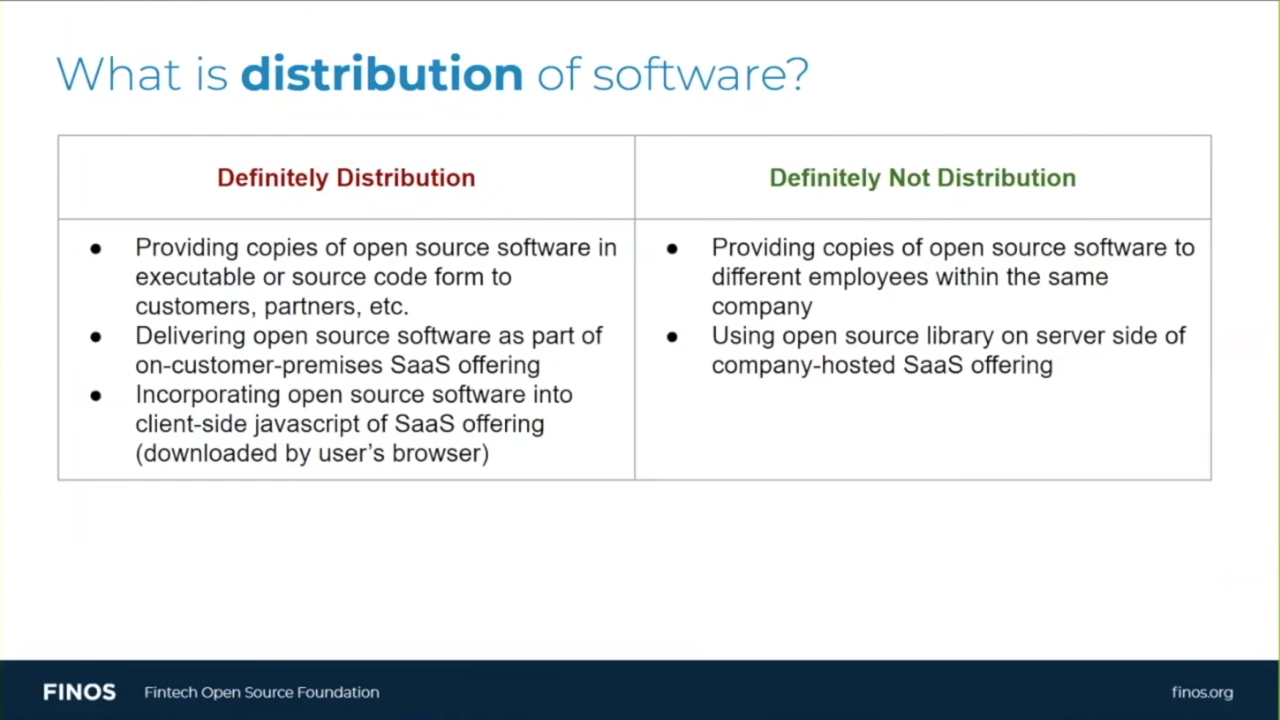 What is distribution of software?
Definitely Distribution
Definitely Not Distribution
● Providing copies of open source software in
executable or source code form to
customers, partners, etc.
● Delivering open source software as part of
on-customer-premises SaaS offering
● Incorporating open source software into
client-side javascript of SaaS offering
(downloaded by user’s browser)
● Providing copies of open source software to
different employees within the same
company
● Using open source library on server side of
company-hosted SaaS offering
FINOS Fintech Open Source Foundation
finos.org